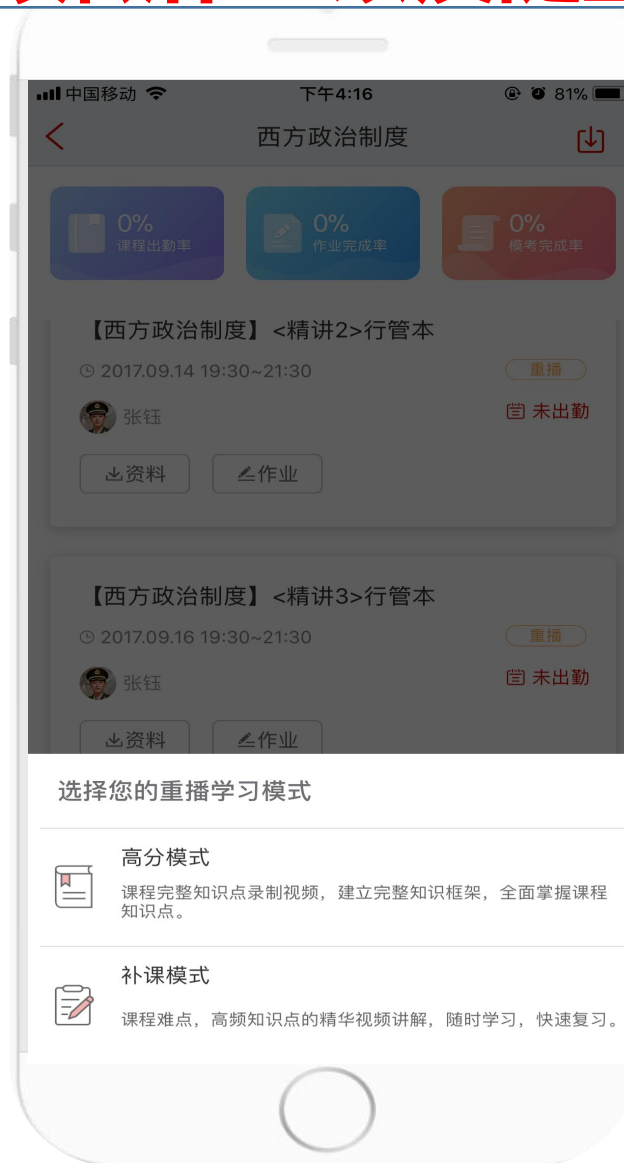 中国移动
下午4:16
81%
西方政治制度
0%
课程出勤率
0%
作业完成率
0%
模考完成率
【西方政治制度】<精讲2>行管本
2017.09.14 19:30~21:30
重播
张钰
未出勤
资料
作业
【西方政治制度】<精讲3>行管本
2017.09.16 19:30~21:30
重播
张钰
未出勤
资料
作业
选择您的重播学习模式
高分模式
课程完整知识点录制视频，建立完整知识框架，全面掌握课程
知识点。
补课模式
课程难点，高频知识点的精华视频讲解，随时学习，快速复习。